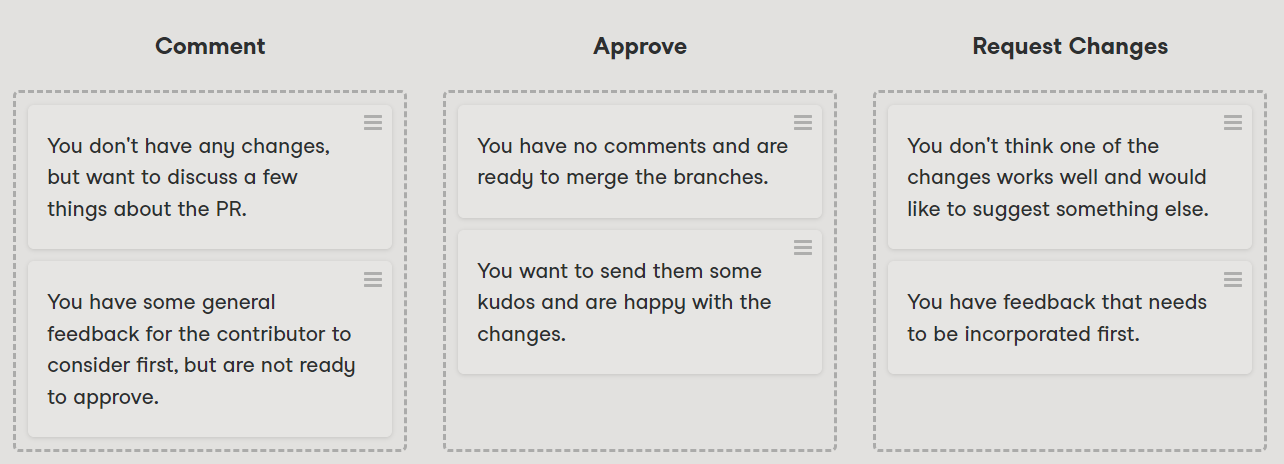 Comment
You don't have any changes,
but want to discuss a few
things about the PR.
You have some general
feedback for the contributor to
consider first, but are not ready
to approve.
Approve
You have no comments and are
ready to merge the branches.
You want to send them some
kudos and are happy with the
changes.
Request Changes
You don't think one of the
changes works well and would
like to suggest something else.
You have feedback that needs
to be incorporated first.